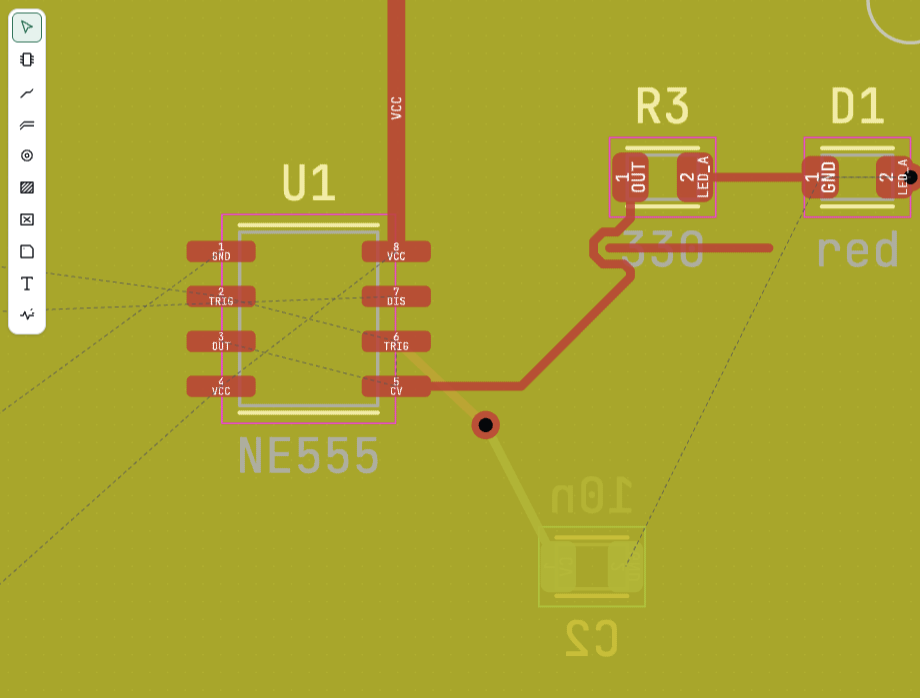 VCC
R3
D1
1
OUT
2
LED_A
1
GND
2
LED_A
U1
330
red
1
GND
8
VCC
2
TRIG
7
DIS
3
OUT
6
TRIG
4
VCC
5
CV
NE555
10n
C2
T